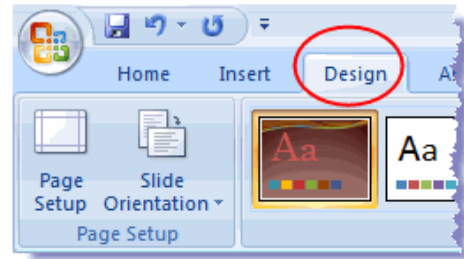 Home Insert Design A
Aa Aa
Page Setup Slide Orientation
Page Setup